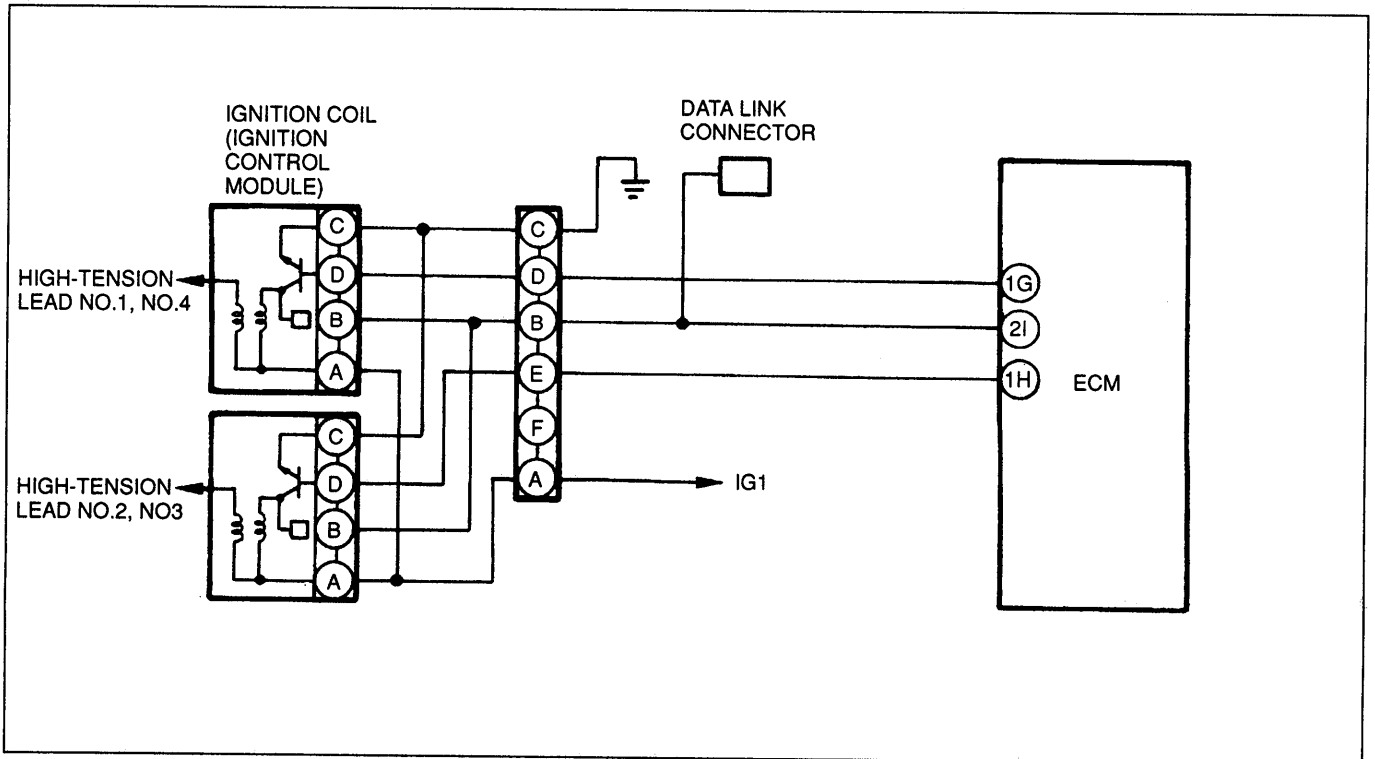 IGNITION COIL
(IGNITION
CONTROL
MODULE)
DATA LINK
CONNECTOR
HIGH-TENSION
LEAD NO.1, NO.4
C
D
B
A
HIGH-TENSION
LEAD NO.2, NO3
C
D
B
A
C
D
B
E
F
A
IG1
1G
2I
1H
ECM